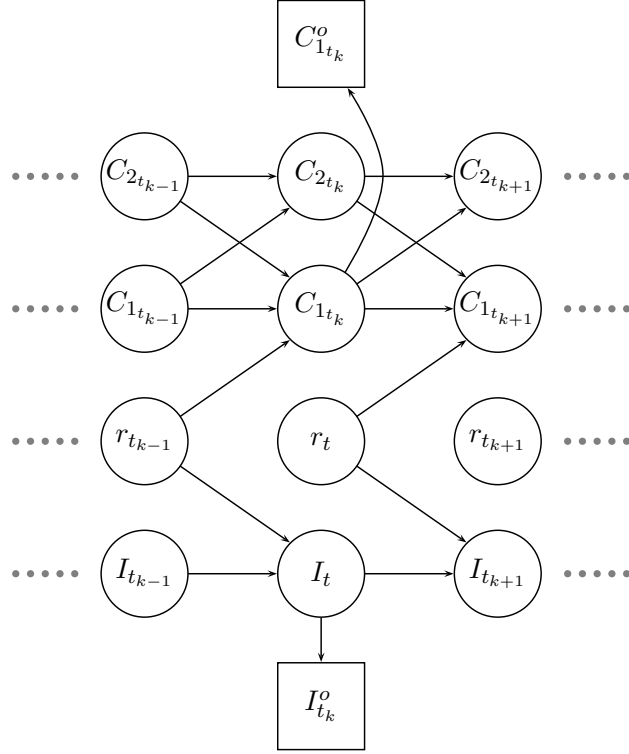 C_{1_{t_k}}^o
C_{2_{t_{k-1}}} C_{2_{t_k}} C_{2_{t_{k+1}}}
C_{1_{t_{k-1}}} C_{1_{t_k}} C_{1_{t_{k+1}}}
r_{t_{k-1}} r_t r_{t_{k+1}}
I_{t_{k-1}} I_t I_{t_{k+1}}
I_{t_k}^o